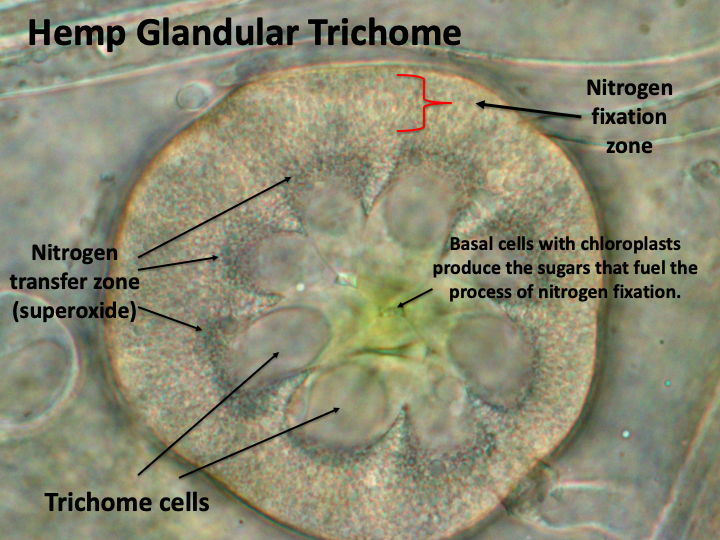 Hemp Glandular Trichome
Nitrogen
fixation
zone
Basal cells with chloroplasts
produce the sugars that fuel the
process of nitrogen fixation.
Nitrogen
transfer zone
(superoxide)
Trichome cells